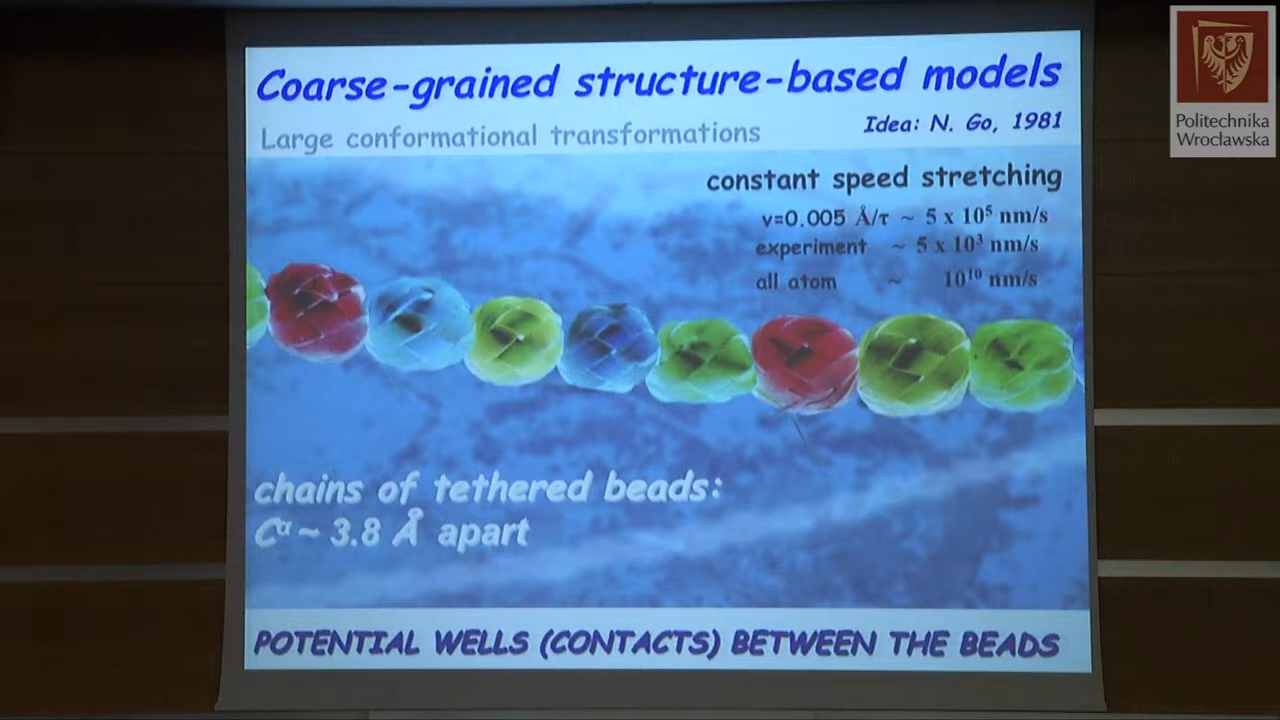 Coarse-grained structure-based models
Large conformational transformations
Idea: N. Go, 1981
constant speed stretching
v=0.005 Å/τ ~ 5 x 10⁵ nm/s
experiment ~ 5 x 10³ nm/s
all atom ~ 10¹⁰ nm/s
chains of tethered beads:
Cᵅ ~ 3.8 Å apart
POTENTIAL WELLS (CONTACTS) BETWEEN THE BEADS
Politechnika
Wrocławska